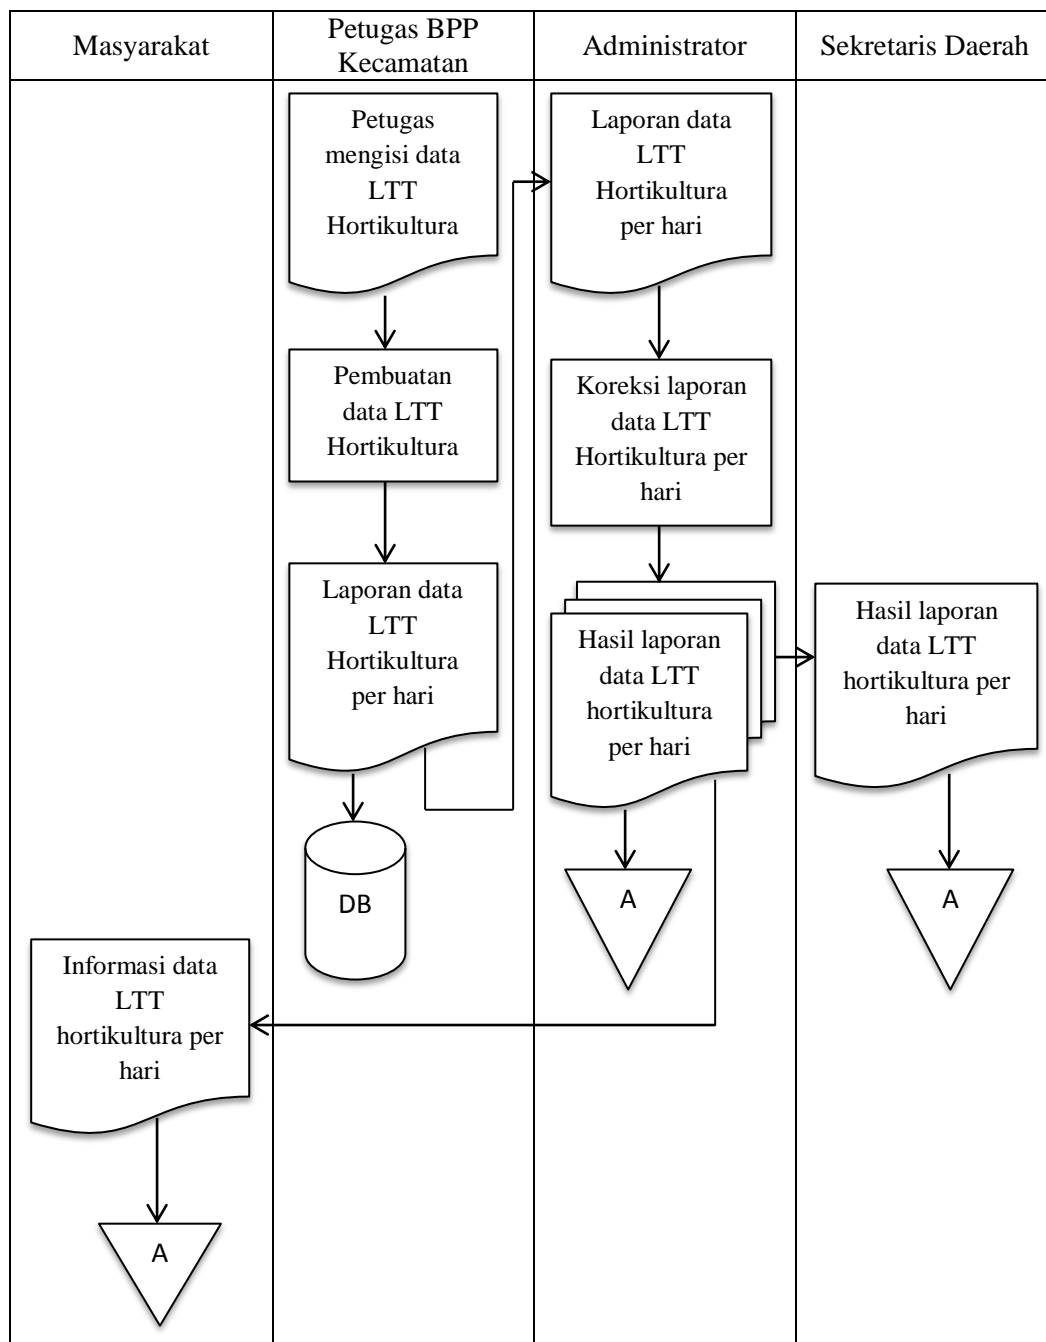 Masyarakat
Petugas BPP
Kecamatan
Administrator
Sekretaris Daerah
Petugas
mengisi data
LTT
Hortikultura
Laporan data
LTT
Hortikultura
per hari
Pembuatan
data LTT
Hortikultura
Koreksi laporan
data LTT
Hortikultura per
hari
Laporan data
LTT
Hortikultura
per hari
Hasil laporan
data LTT
hortikultura
per hari
Hasil laporan
data LTT
hortikultura per
hari
DB
A
A
Informasi data
LTT
hortikultura per
hari
A